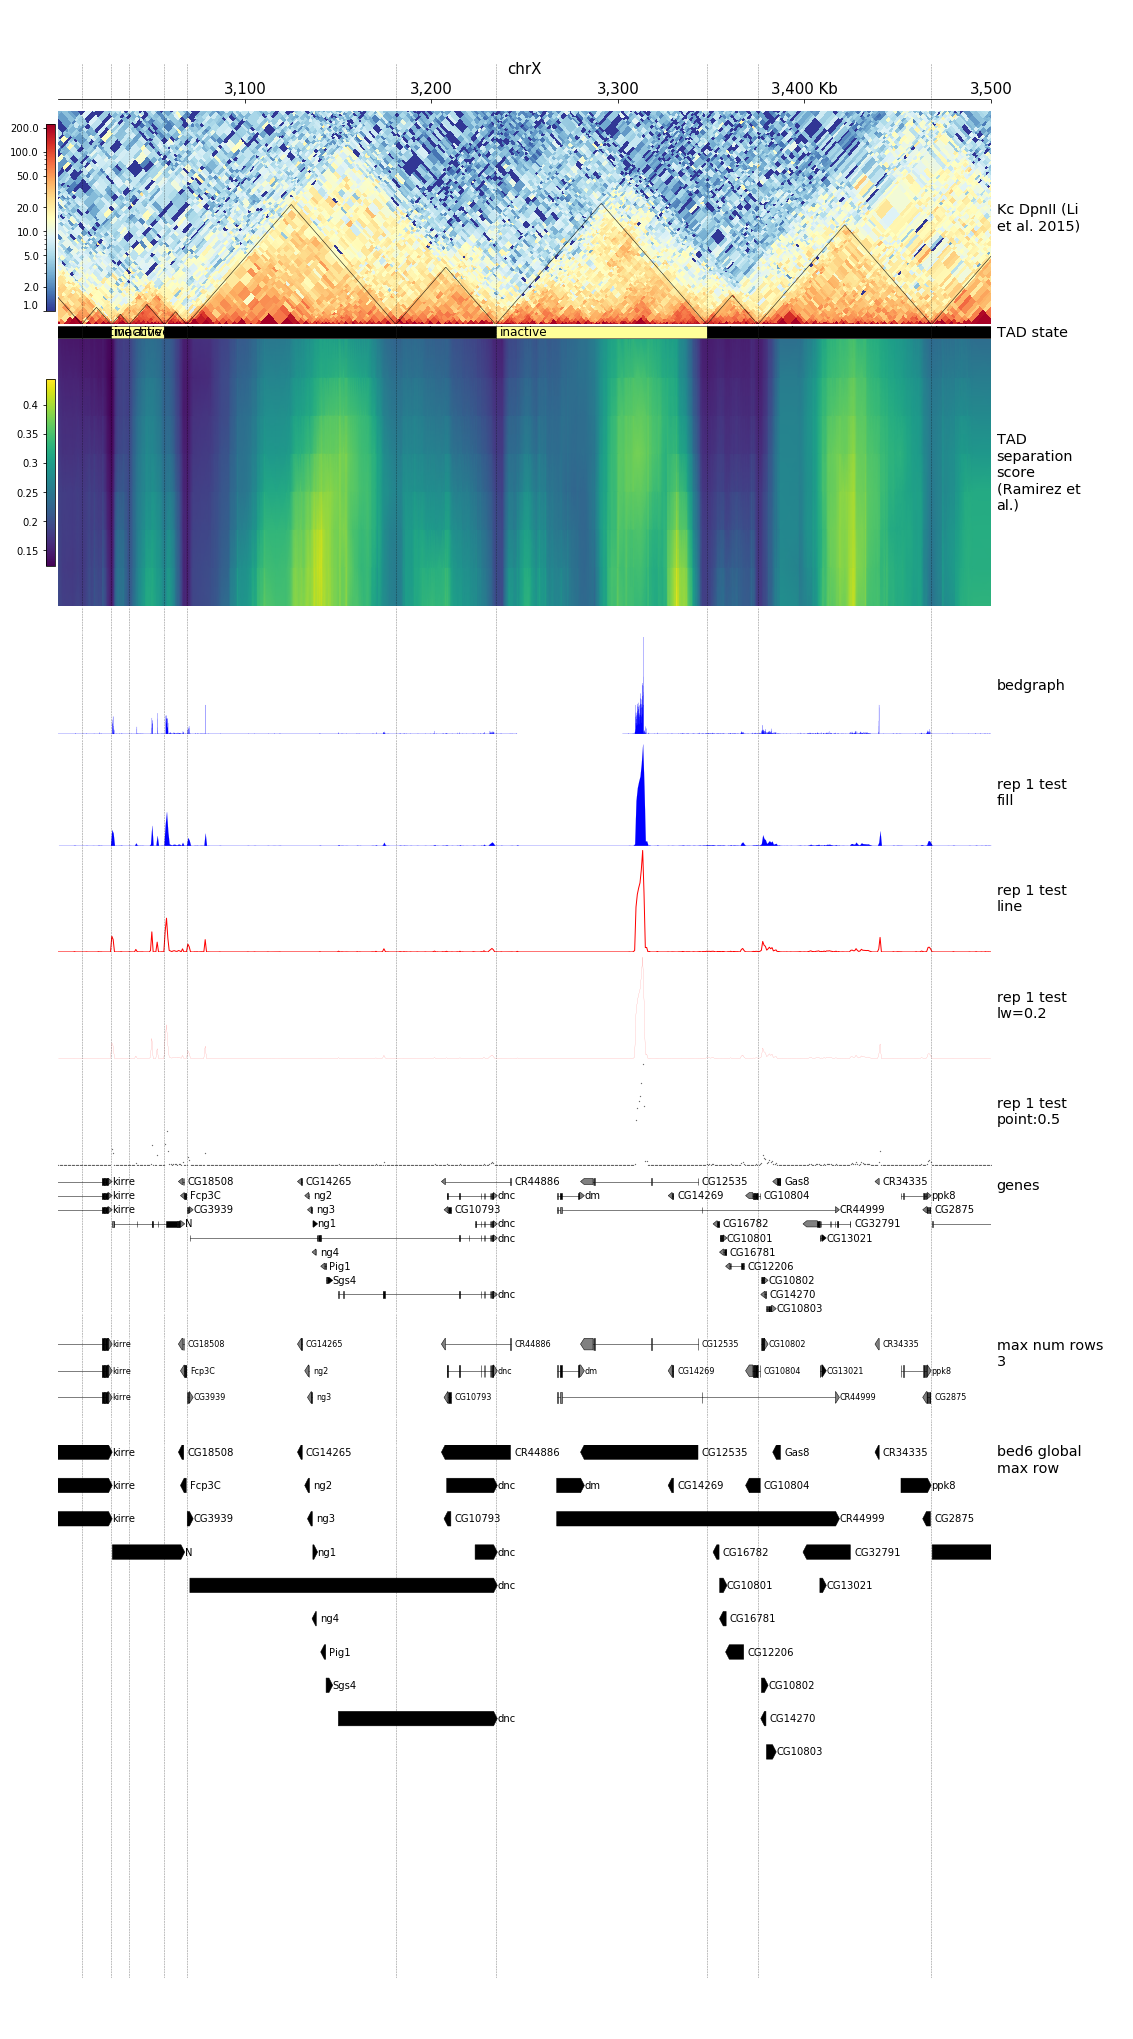 chrX
3,100 3,200 3,300 3,400 Kb 3,500
200.0
100.0
50.0
20.0
10.0
5.0
2.0
1.0
Kc DpnII (Li
et al. 2015)
inactive
TAD state
0.4
0.35
0.3
0.25
0.2
0.15
TAD
separation
score
(Ramirez et
al.)
bedgraph
rep 1 test
fill
rep 1 test
line
rep 1 test
lw=0.2
rep 1 test
point:0.5
genes
kirre CG18508 CG14265 CR44886 CG12535 Gas8 CR34335
kirre Fcp3C ng2 dnc dm CG14269 CG10804 ppk8
kirre CG3939 ng3 CG10793 CR44999 CG2875
N ng1 dnc CG16782 CG32791
dnc CG10801 CG13021
ng4 CG16781
Pig1 CG12206
Sgs4 CG10802
dnc CG14270
CG10803
max num rows
3
kirre CG18508 CG14265 CR44886 CG12535 CG10802 CR34335
kirre Fcp3C ng2 dnc dm CG14269 CG10804 CG13021 ppk8
kirre CG3939 ng3 CG10793 CR44999 CG2875
bed6 global
max row
kirre CG18508 CG14265 CR44886 CG12535 Gas8 CR34335
kirre Fcp3C ng2 dnc dm CG14269 CG10804 ppk8
kirre CG3939 ng3 CG10793 CR44999 CG2875
N ng1 dnc CG16782 CG32791
dnc CG10801 CG13021
ng4 CG16781
Pig1 CG12206
Sgs4 CG10802
dnc CG14270
CG10803